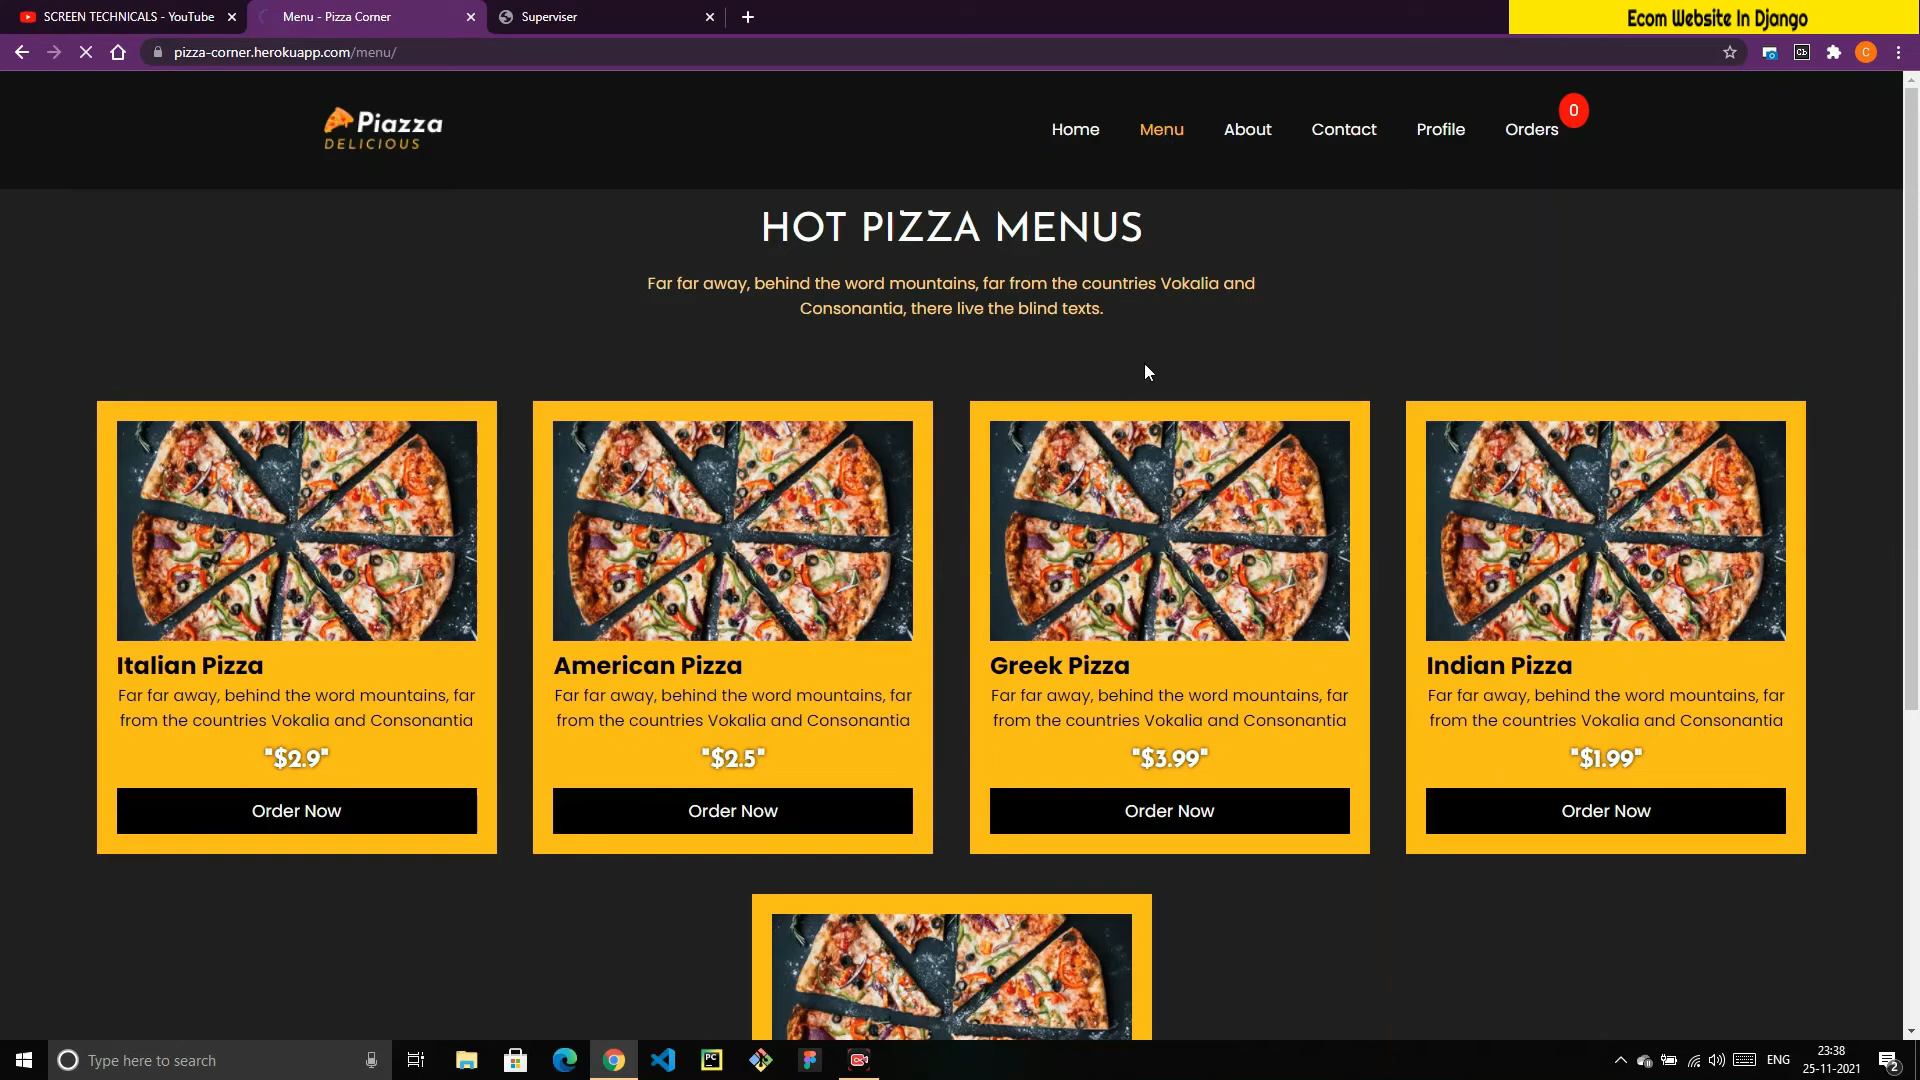 SCREEN TECHNICALS - YouTube
Menu - Pizza Corner
Superviser
Ecom Website In Django
pizza-corner.herokuapp.com/menu/
Cb
C
Piazza
DELICIOUS
Home
Menu
About
Contact
Profile
Orders
0
HOT PIZZA MENUS
Far far away, behind the word mountains, far from the countries Vokalia and
Consonantia, there live the blind texts.
Italian Pizza
Far far away, behind the word mountains, far
from the countries Vokalia and Consonantia
"$2.9"
Order Now
American Pizza
Far far away, behind the word mountains, far
from the countries Vokalia and Consonantia
"$2.5"
Order Now
Greek Pizza
Far far away, behind the word mountains, far
from the countries Vokalia and Consonantia
"$3.99"
Order Now
Indian Pizza
Far far away, behind the word mountains, far
from the countries Vokalia and Consonantia
"$1.99"
Order Now
Type here to search
PC
ENG
23:38
25-11-2021
2